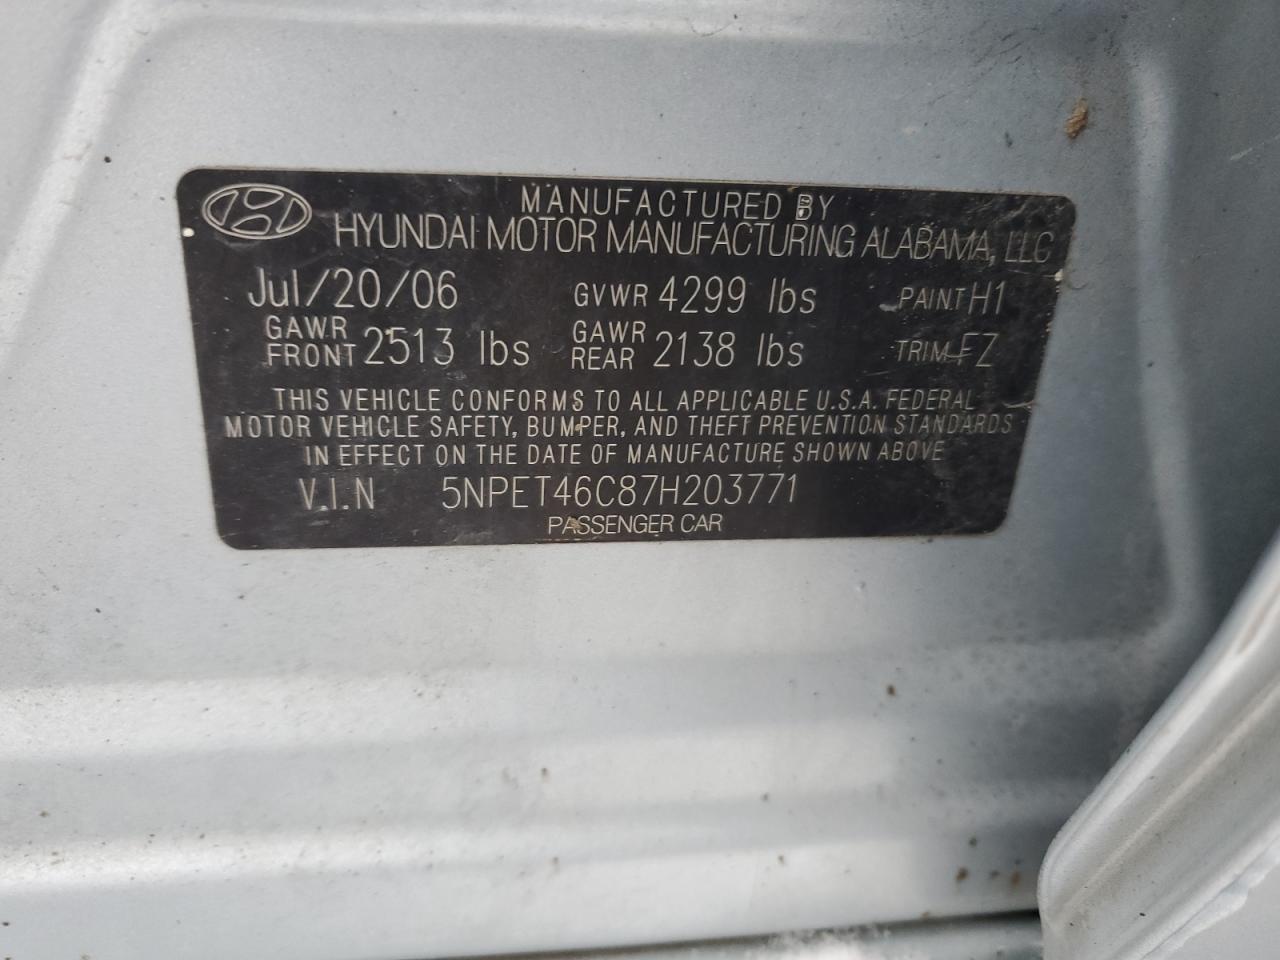 MANUFACTURED BY
HYUNDAI MOTOR MANUFACTURING ALABAMA, LLC
Jul/20/06 GVWR 4299 lbs PAINT H1
GAWR FRONT 2513 lbs GAWR REAR 2138 lbs TRIM FZ
THIS VEHICLE CONFORMS TO ALL APPLICABLE U.S.A. FEDERAL
MOTOR VEHICLE SAFETY, BUMPER, AND THEFT PREVENTION STANDARDS
IN EFFECT ON THE DATE OF MANUFACTURE SHOWN ABOVE
V.I.N 5NPET46C87H203771
PASSENGER CAR